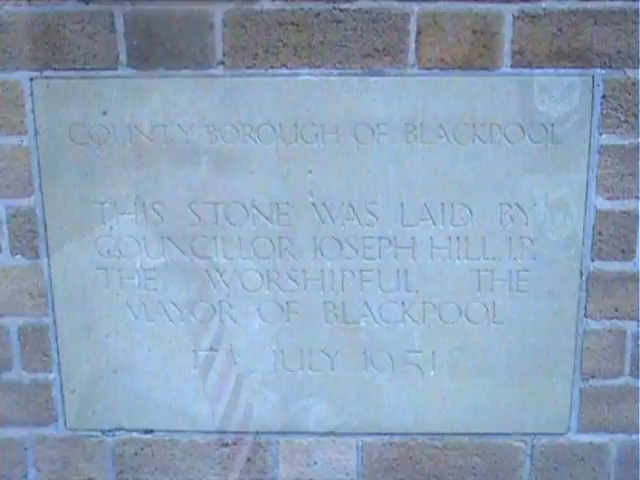 COUNTY BOROUGH OF BLACKPOOL
THIS STONE WAS LAID BY
COUNCILLOR JOSEPH HILL. J.P.
THE WORSHIPFUL THE
MAYOR OF BLACKPOOL
JULY 1951